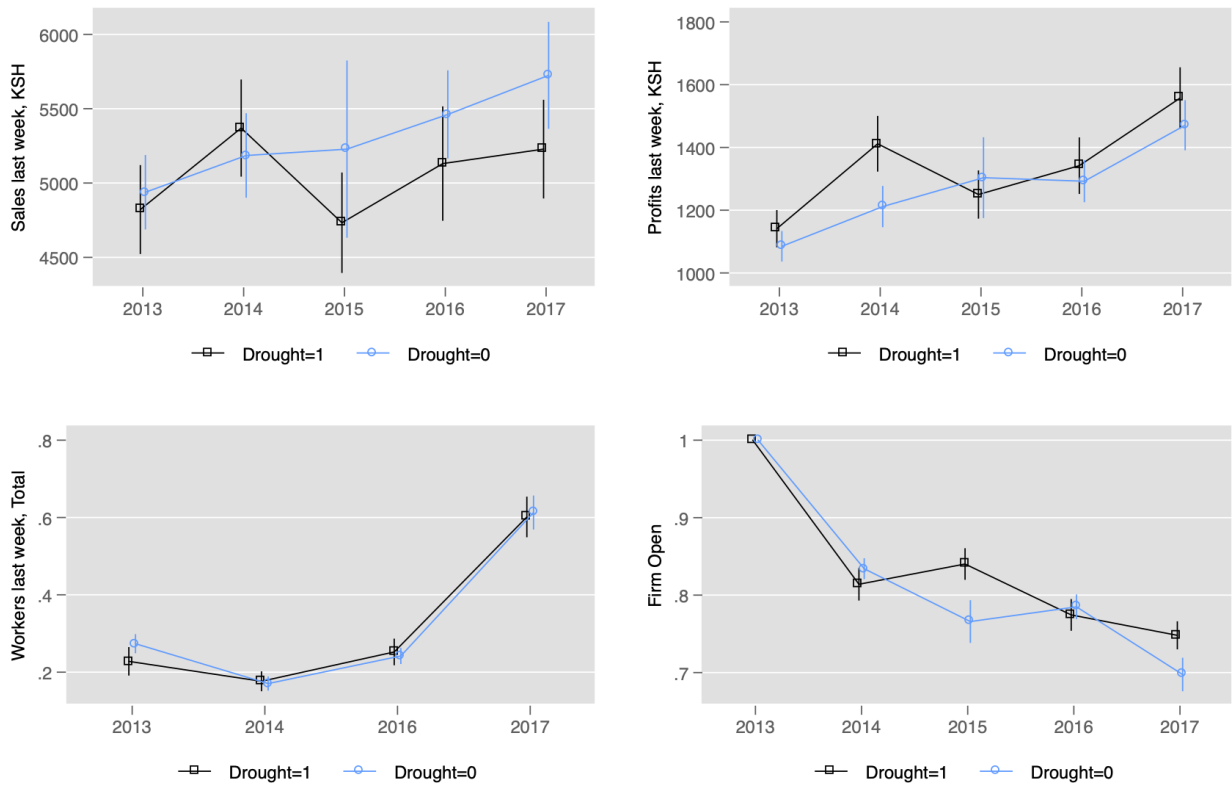 Sales last week, KSH
6000
5500
5000
4500
2013 2014 2015 2016 2017
Drought=1 Drought=0
Profits last week, KSH
1800
1600
1400
1200
1000
2013 2014 2015 2016 2017
Drought=1 Drought=0
Workers last week, Total
.8
.6
.4
.2
2013 2014 2016 2017
Drought=1 Drought=0
Firm Open
1
.9
.8
.7
2013 2014 2015 2016 2017
Drought=1 Drought=0